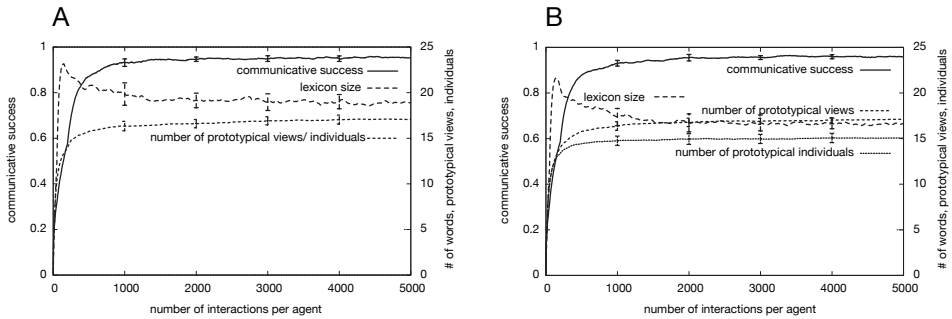 A
communicative success
1
0.8
0.6
0.4
0.2
0
25
20
15
10
5
0
# of words, prototypical views, individuals
communicative success
lexicon size
number of prototypical views/ individuals
0 1000 2000 3000 4000 5000
number of interactions per agent
B
communicative success
1
0.8
0.6
0.4
0.2
0
25
20
15
10
5
0
# of words, prototypical views, individuals
communicative success
lexicon size
number of prototypical views
number of prototypical individuals
0 1000 2000 3000 4000 5000
number of interactions per agent